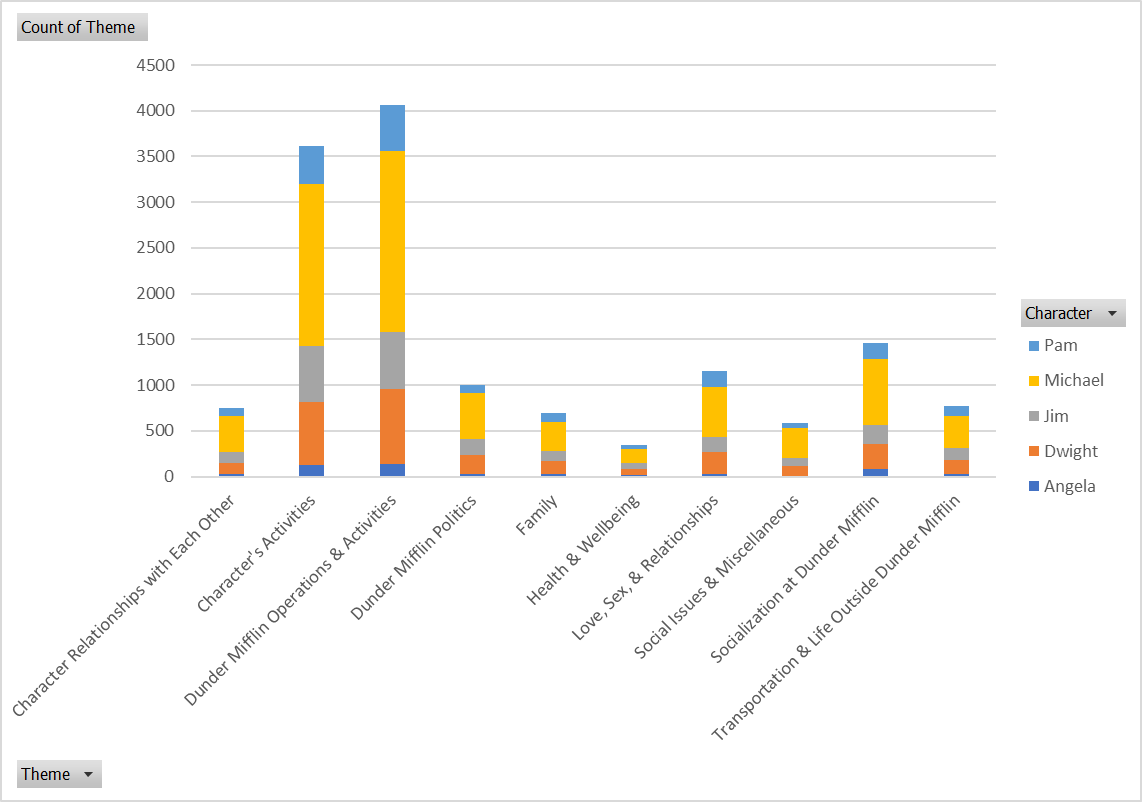 Count of Theme
4500
4000
3500
3000
2500
2000
1500
1000
500
0
Character Relationships with Each Other
Character's Activities
Dunder Mifflin Operations & Activities
Dunder Mifflin Politics
Family
Health & Wellbeing
Love, Sex, & Relationships
Social Issues & Miscellaneous
Socialization at Dunder Mifflin
Transportation & Life Outside Dunder Mifflin
Character
Pam
Michael
Jim
Dwight
Angela
Theme